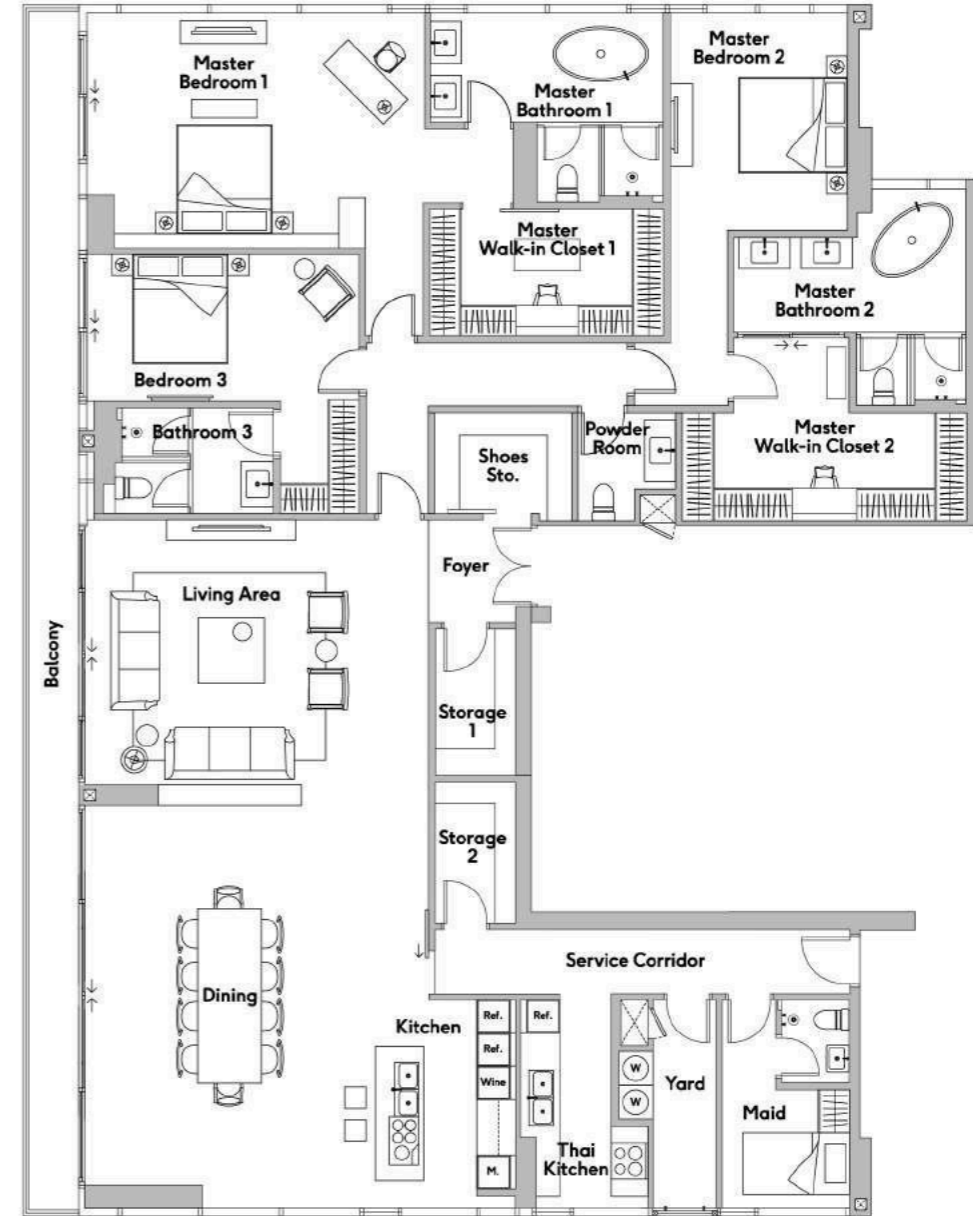 Master
Bedroom 1
Master
Bathroom 1
Master
Bedroom 2
Master
Walk-in Closet 1
Master
Bathroom 2
Bedroom 3
Bathroom 3
Shoes
Sto.
Powder
Room
Master
Walk-in Closet 2
Foyer
Living Area
Balcony
Storage
1
Storage
2
Service Corridor
Dining
Kitchen
Ref.
Ref.
Wine
M.
Ref.
Thai
Kitchen
W
W
Yard
Maid